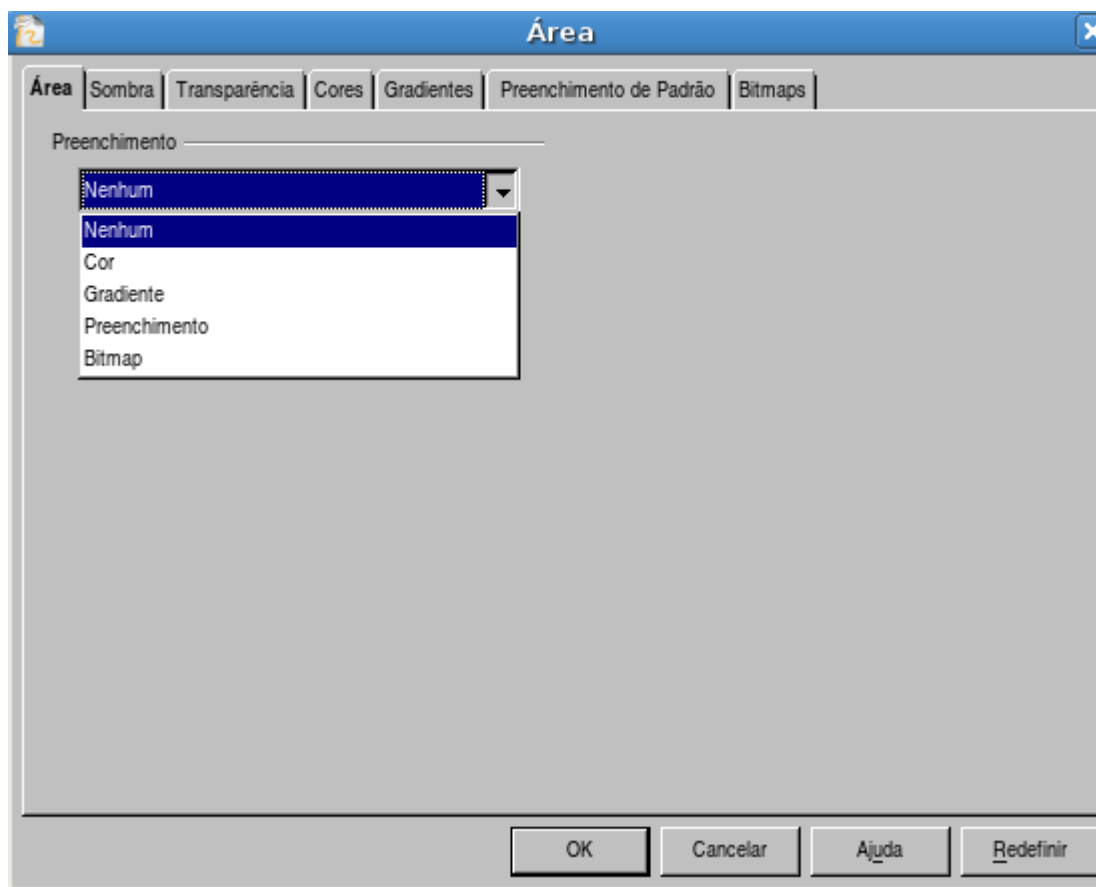 Área
Área Sombra Transparência Cores Gradientes Preenchimento de Padrão Bitmaps
Preenchimento
Nenhum
Nenhum
Cor
Gradiente
Preenchimento
Bitmap
OK Cancelar Ajuda Redefinir